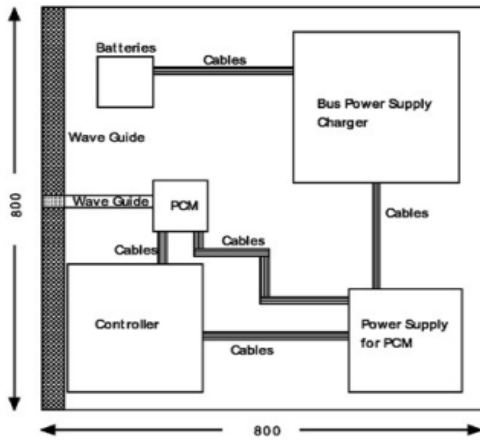 Batteries
Cables
Bus Power Supply
Charger
Wave Guide
800
Wave Guide
PCM
Cables
Cables
Cables
Controller
Power Supply
for PCM
Cables
800